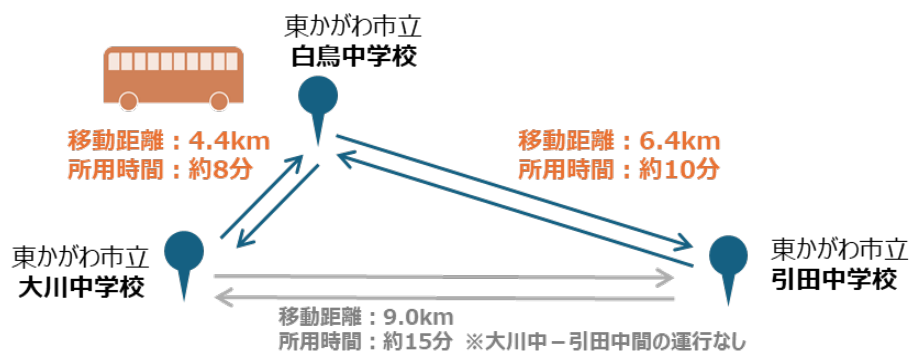 東かがわ市立
白鳥中学校
移動距離：4.4km
所用時間：約8分
移動距離：6.4km
所用時間：約10分
東かがわ市立
大川中学校
東かがわ市立
引田中学校
移動距離：9.0km
所用時間：約15分 ※大川中－引田中間の運行なし